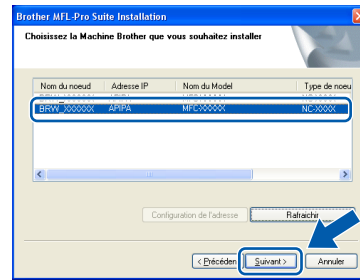 Brother MFL-Pro Suite Installation
Choisissez la Machine Brother que vous souhaitez installer
Nom du noeud Adresse IP Nom du Model Type de noeu
BRW_XXXXXX APIPA MFC-XXXX NC-XXXX
Configuration de l'adresse Rafraichir
< Précéden Suivant > Annuler